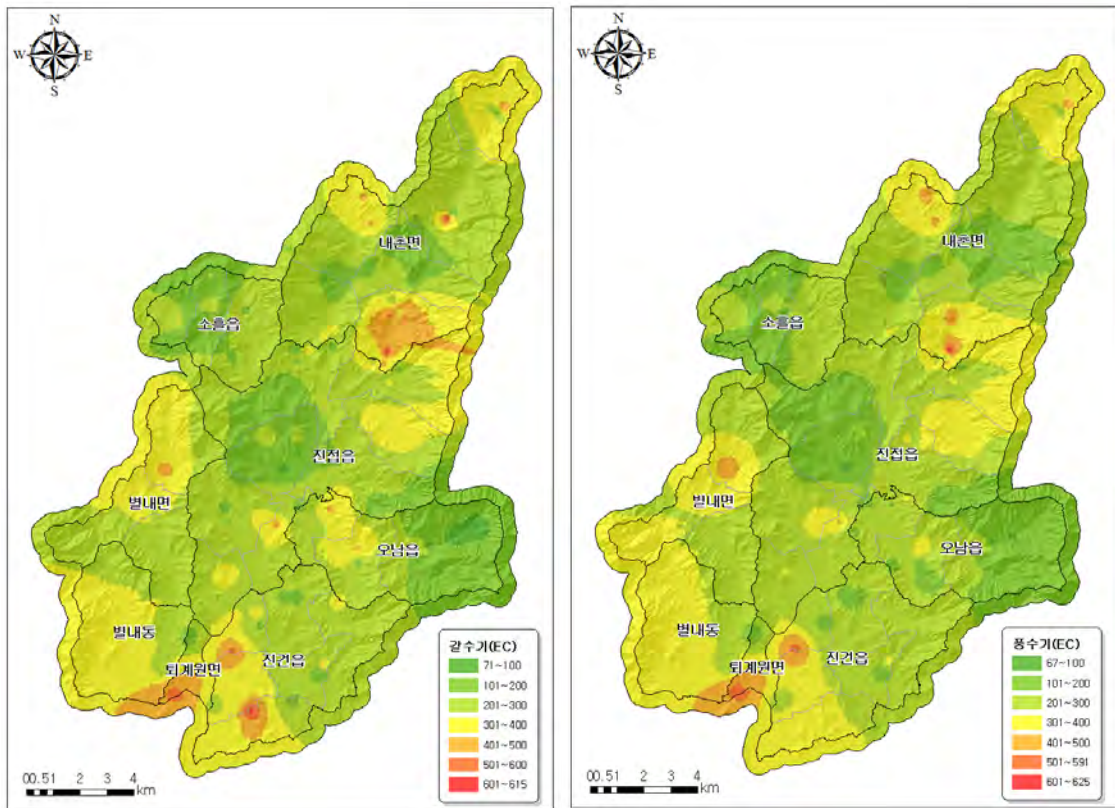 N
W E
S
내촌면
소흘읍
진접읍
별내면
오남읍
별내동
퇴계원면
진건읍
갈수기(EC)
71~100
101~200
201~300
301~400
401~500
501~600
601~615
00.51 2 3 4
km
N
W E
S
내촌면
소흘읍
진접읍
별내면
오남읍
별내동
퇴계원면
진건읍
풍수기(EC)
67~100
101~200
201~300
301~400
401~500
501~591
601~625
00.51 2 3 4
km